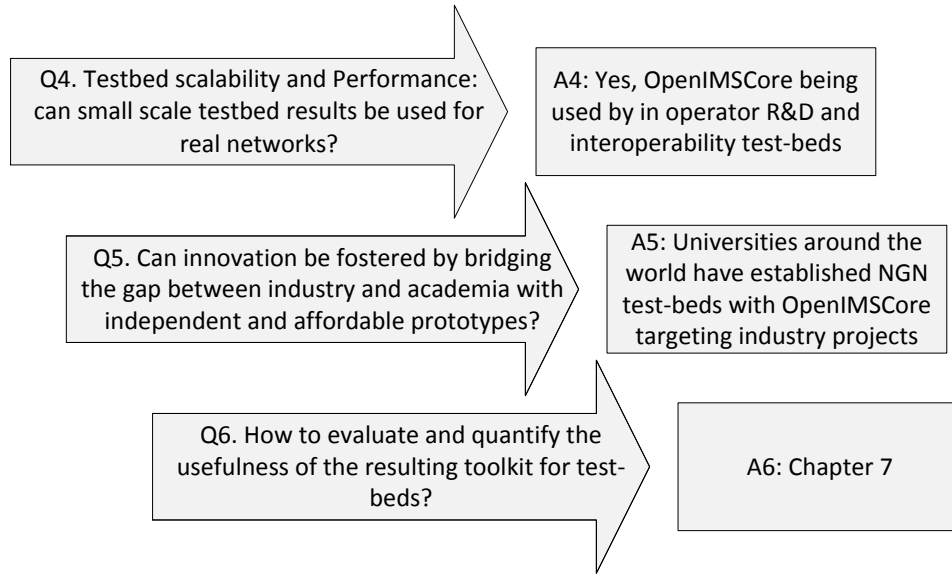 Q4. Testbed scalability and Performance:
can small scale testbed results be used for
real networks?
A4: Yes, OpenIMSCore being
used by in operator R&D and
interoperability test-beds
Q5. Can innovation be fostered by bridging
the gap between industry and academia with
independent and affordable prototypes?
A5: Universities around the
world have established NGN
test-beds with OpenIMSCore
targeting industry projects
Q6. How to evaluate and quantify the
usefulness of the resulting toolkit for test-
beds?
A6: Chapter 7